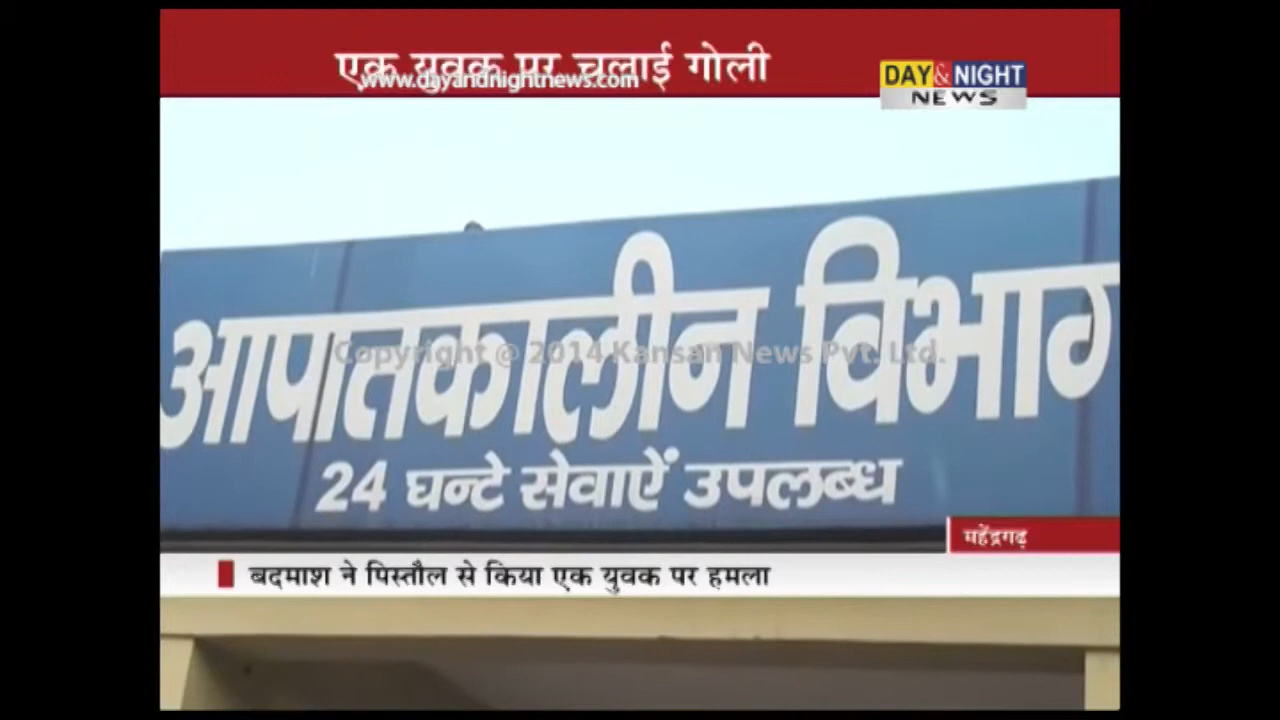 एक युवक पर चलाई गोली
www.dayandnightnews.com
DAY & NIGHT
NEWS
आपातकालीन विभाग
Copyright @ 2014 Kansan News Pvt. Ltd.
24 घन्टे सेवाऐं उपलब्ध
महेंद्रगढ़
बदमाश ने पिस्तौल से किया एक युवक पर हमला